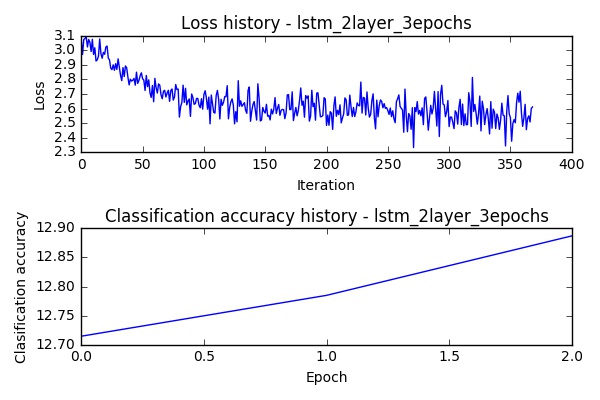 Loss history - lstm_2layer_3epochs
3.1
3.0
2.9
2.8
2.7
2.6
2.5
2.4
2.3
Loss
0 50 100 150 200 250 300 350 400
Iteration
Classification accuracy history - lstm_2layer_3epochs
12.90
12.85
12.80
12.75
12.70
Clasification accuracy
0.0 0.5 1.0 1.5 2.0
Epoch